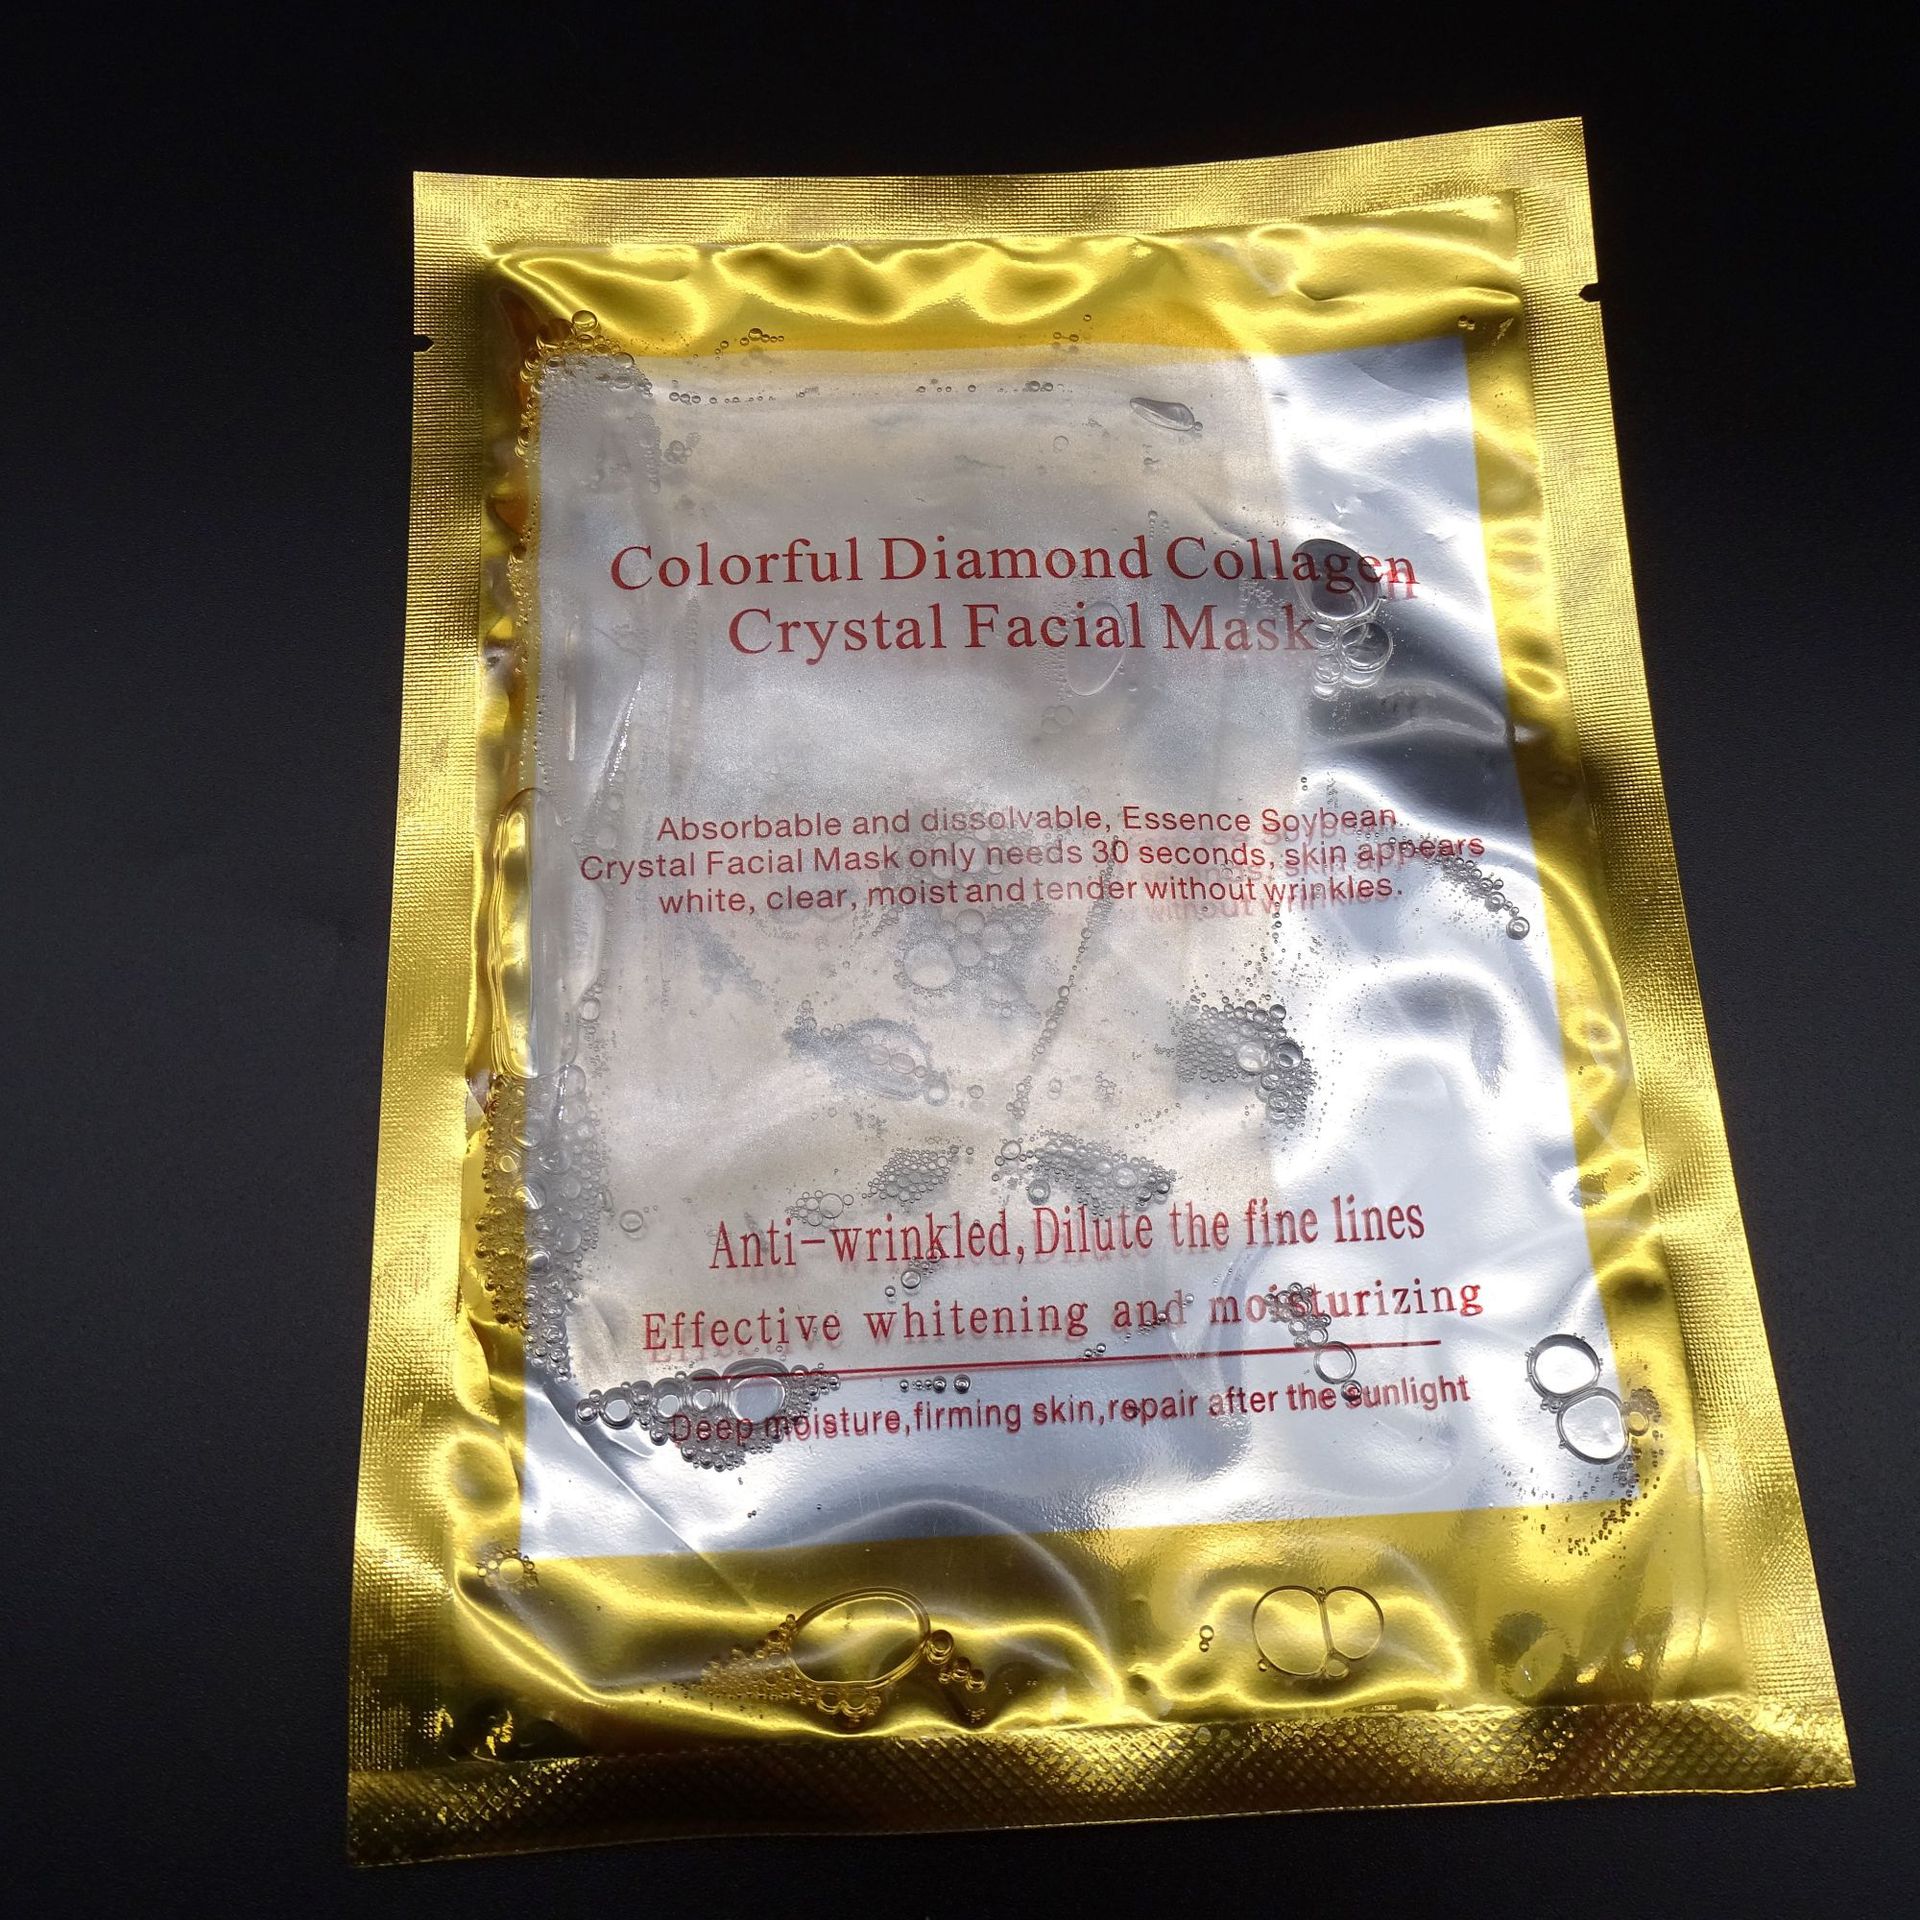 Colorful Diamond Collagen
Crystal Facial Mask
Absorbable and dissolvable, Essence Soybean
Crystal Facial Mask only needs 30 seconds, skin appears
white, clear, moist and tender without wrinkles.
Anti-wrinkled,Dilute the fine lines
Effective whitening and moisturizing
Deep moisture,firming skin,repair after the sunlight